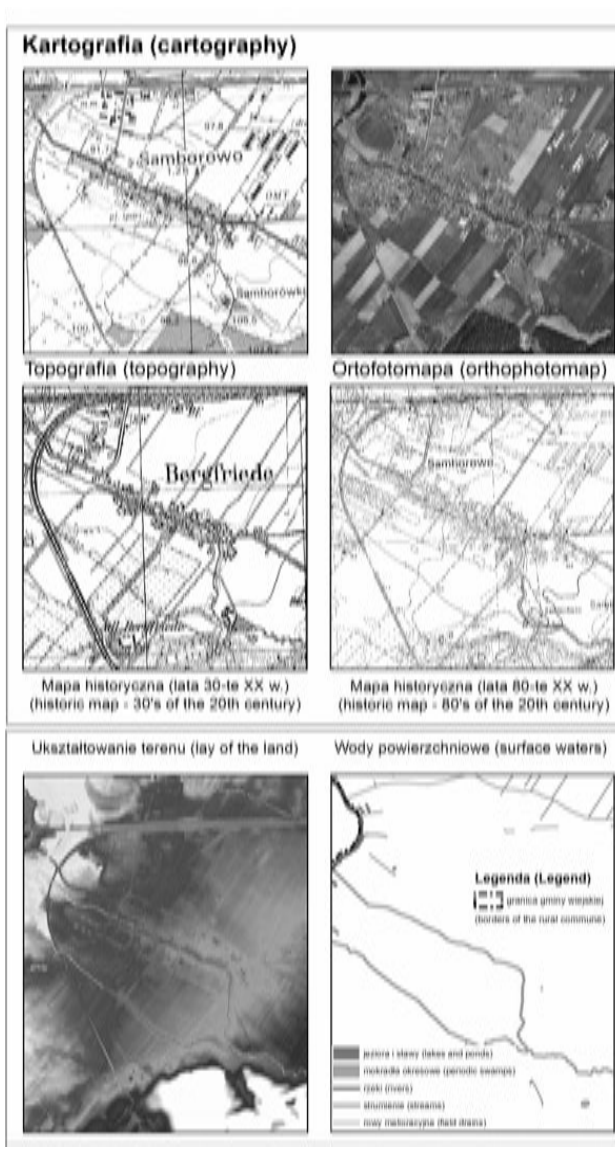 Kartografia (cartography)
Samborowo
Samborówko
Topografia (topography)
Ortofotomapa (orthophotomap)
Bergfriede
Samborowo
Mapa historyczna (lata 30-te XX w.)
(historic map - 30's of the 20th century)
Mapa historyczna (lata 80-te XX w.)
(historic map - 80's of the 20th century)
Ukształtowanie terenu (lay of the land)
Wody powierzchniowe (surface waters)
Legenda (Legend)
granica gminy wiejskiej
(borders of the rural commune)
jeziora i stawy (lakes and ponds)
mokradła okresowe (periodic swamps)
rzeki (rivers)
strumienie (streams)
rowy melioracyjne (field drains)